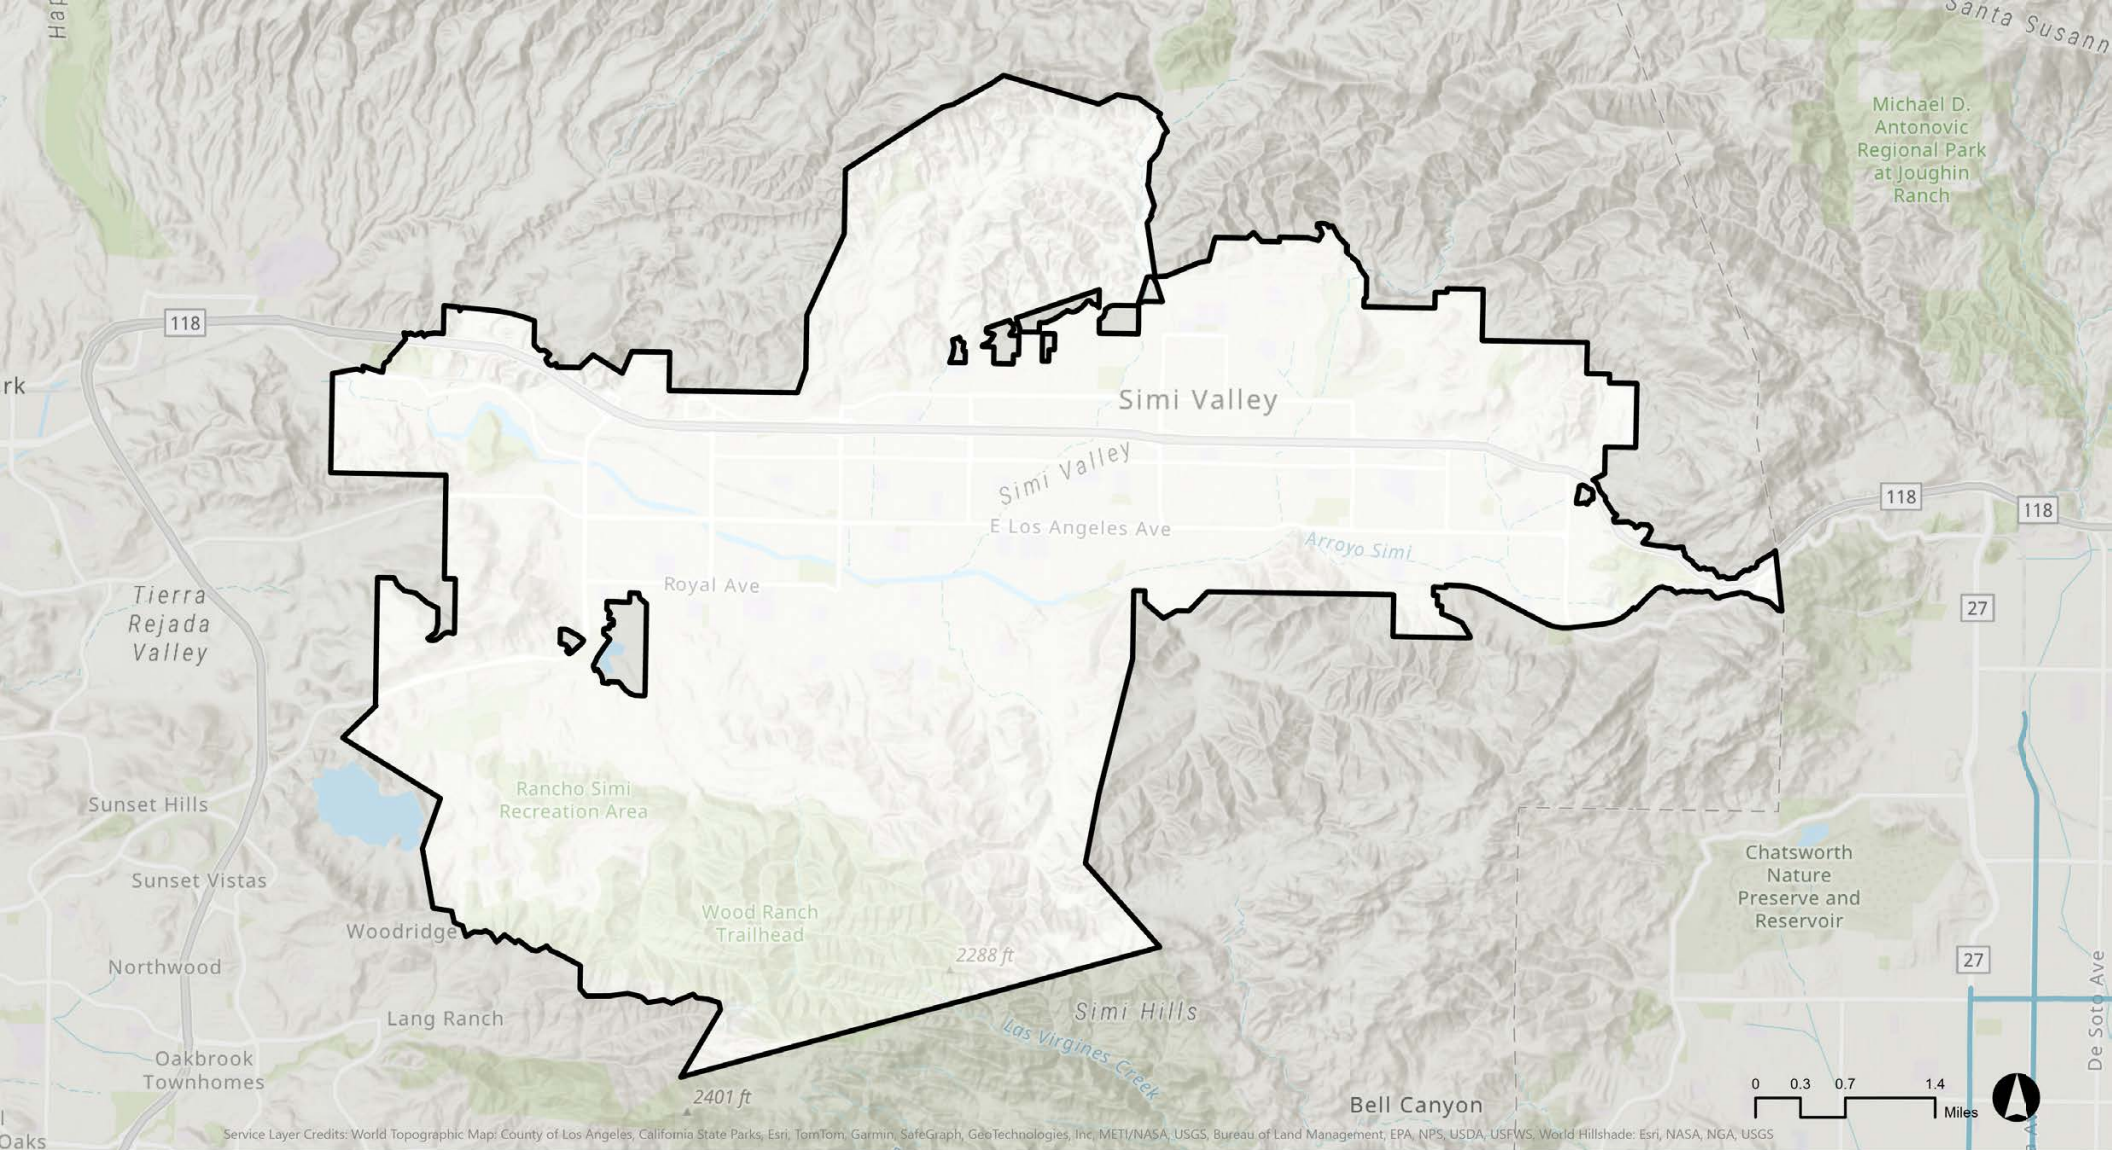 Santa Susann
Michael D.
Antonovic
Regional Park
at Joughin
Ranch
118
rk
Simi Valley
Simi Valley
118
118
E Los Angeles Ave
Arroyo Simi
Royal Ave
Tierra
Rejada
Valley
27
Rancho Simi
Recreation Area
Sunset Hills
Chatsworth
Nature
Preserve and
Reservoir
Sunset Vistas
Wood Ranch
Trailhead
Woodridge
2288 ft
Northwood
27
De Soto Ave
Lang Ranch
Simi Hills
Las Virgines Creek
Oakbrook
Townhomes
2401 ft
Bell Canyon
0 0.3 0.7 1.4
Miles
Oaks
Service Layer Credits: World Topographic Map: County of Los Angeles, California State Parks, Esri, TomTom, Garmin, SafeGraph, GeoTechnologies, Inc, METI/NASA, USGS, Bureau of Land Management, EPA, NPS, USDA, USFWS, World Hillshade: Esri, NASA, NGA, USGS